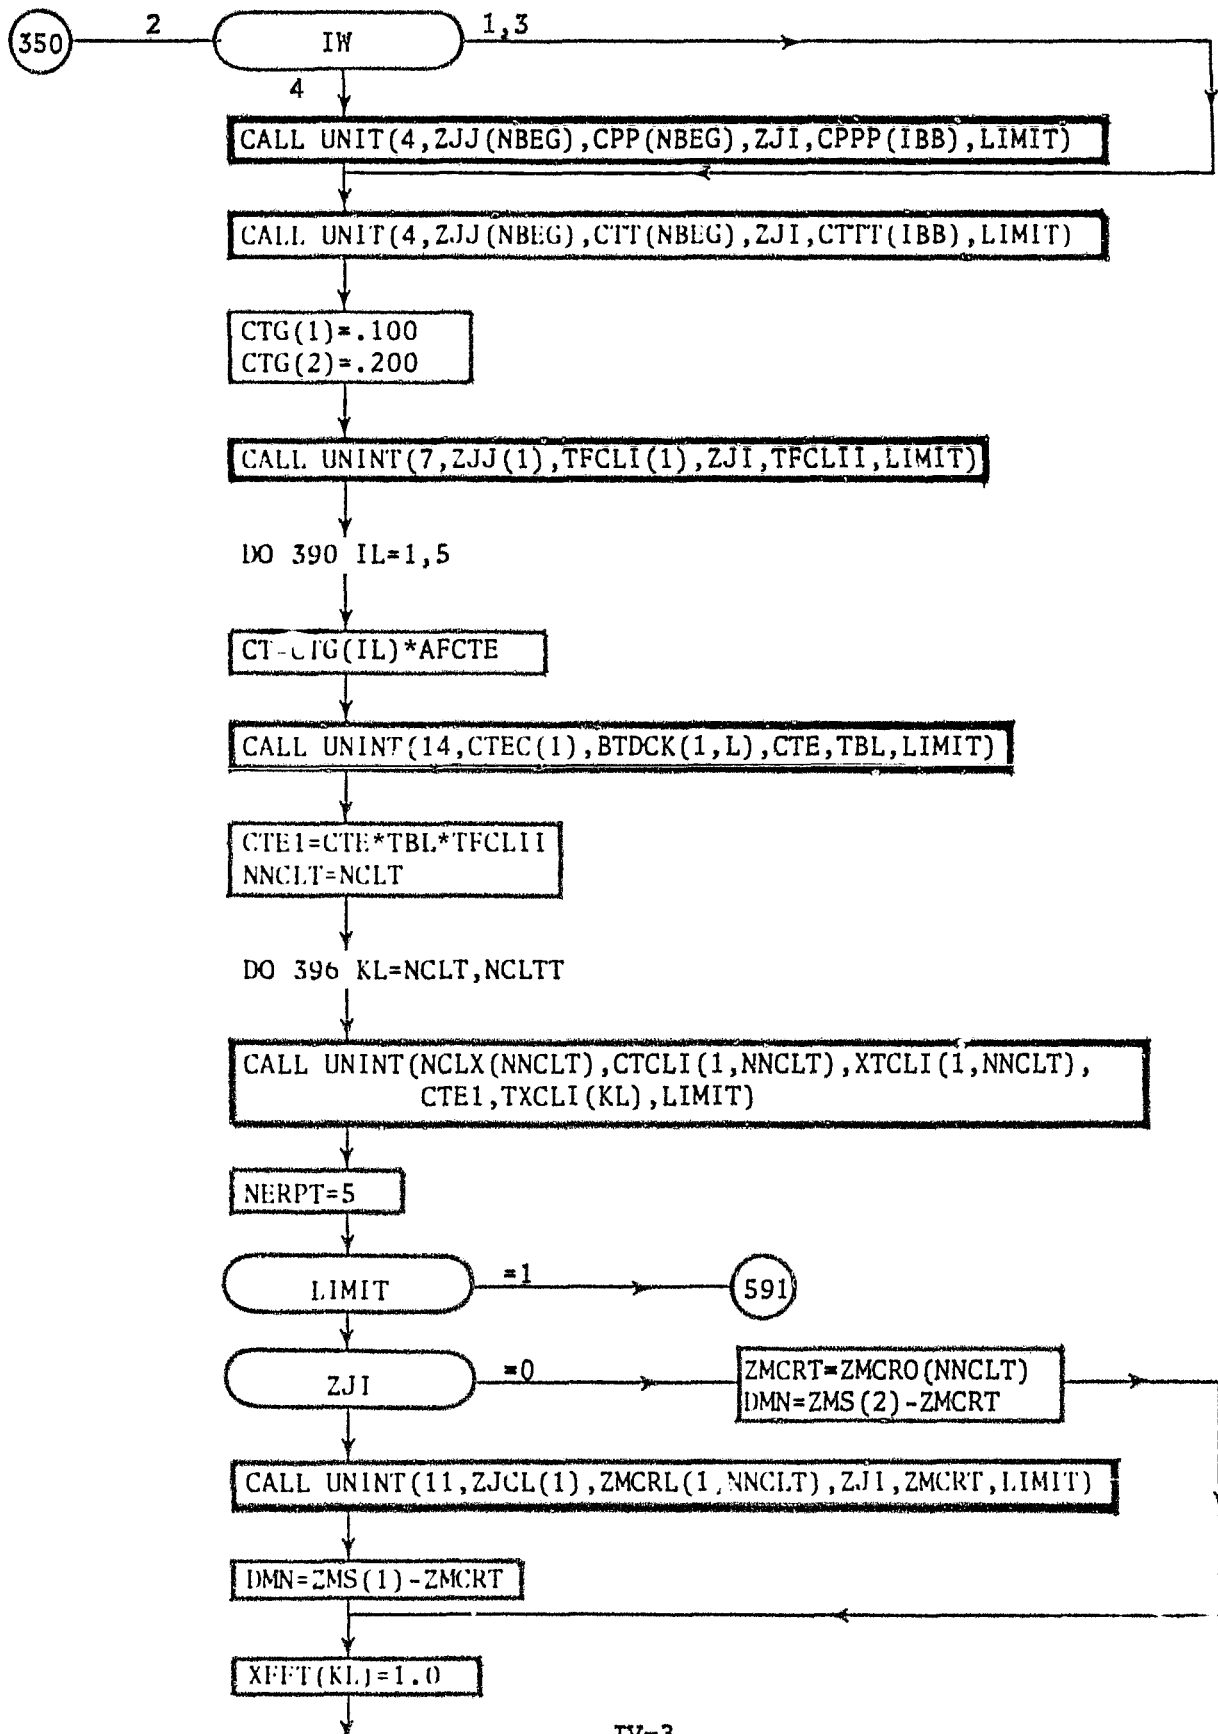 350 2 IW 1,3
4
CALL UNIT(4,ZJJ(NBEG),CPP(NBEG),ZJI,CPPP(IBB),LIMIT)
CALL UNIT(4,ZJJ(NBEG),CTT(NBEG),ZJI,CTTT(IBB),LIMIT)
CTG(1)=.100
CTG(2)=.200
CALL UNINT(7,ZJJ(1),TFCLI(1),ZJI,TFCLII,LIMIT)
DO 390 IL=1,5
CT-CTG(IL)*AFCTE
CALL UNINT(14,CTEC(1),BTDCK(1,L),CTE,TBL,LIMIT)
CTE1=CTE*TBL*TFCLII
NNCLT=NCLT
DO 396 KL=NCLT,NCLTT
CALL UNINT(NCLX(NNCLT),CTCLI(1,NNCLT),XTCLI(1,NNCLT),
CTE1,TXCLI(KL),LIMIT)
NERPT=5
LIMIT =1 591
ZJI =0 ZMCRT=ZMCRO(NNCLT)
DMN=ZMS(2)-ZMCRT
CALL UNINT(11,ZJCL(1),ZMCRL(1,NNCLT),ZJI,ZMCRT,LIMIT)
DMN=ZMS(1)-ZMCRT
XFFT(KL)=1.0
IV-3